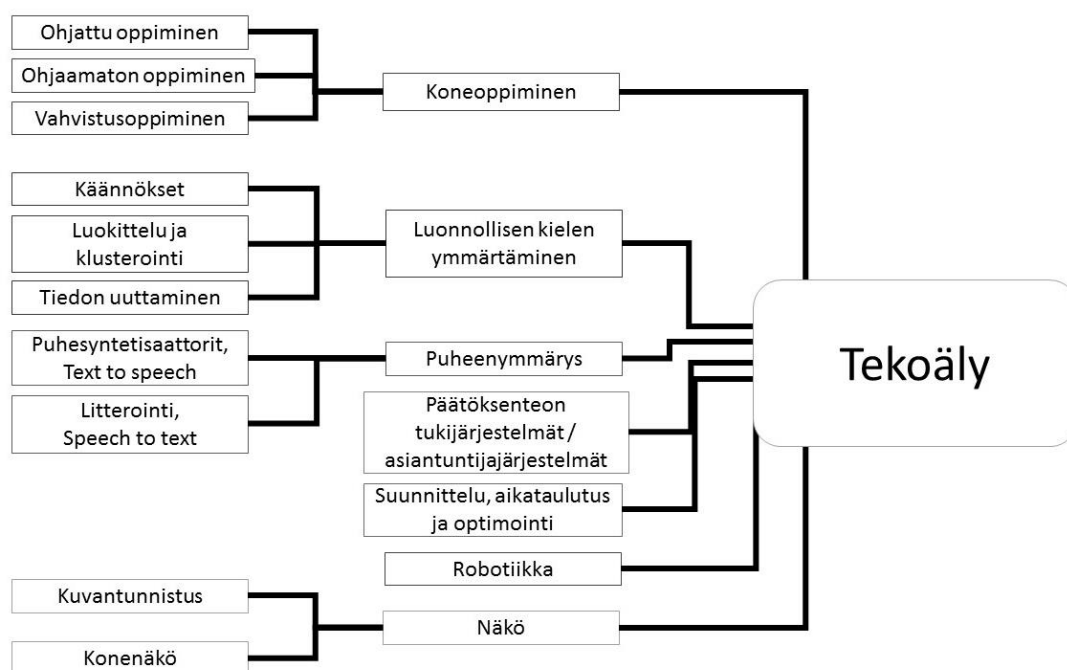 Ohjattu oppiminen
Ohjaamaton oppiminen
Vahvistusoppiminen
Koneoppiminen
Käännökset
Luokittelu ja
klusterointi
Tiedon uuttaminen
Luonnollisen kielen
ymmärtäminen
Puhesyntetisaattorit,
Text to speech
Litterointi,
Speech to text
Puheenymmärys
Päätöksenteon
tukijärjestelmät /
asiantuntijajärjestelmät
Suunnittelu, aikataulutus
ja optimointi
Robotiikka
Kuvantunnistus
Konenäkö
Näkö
Tekoäly